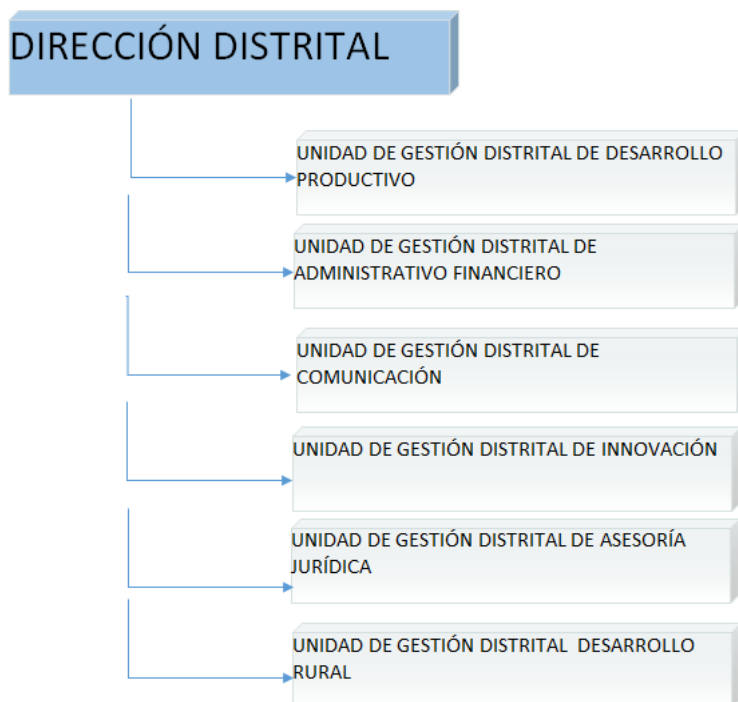 DIRECCIÓN DISTRITAL
UNIDAD DE GESTIÓN DISTRITAL DE DESARROLLO
PRODUCTIVO
UNIDAD DE GESTIÓN DISTRITAL DE
ADMINISTRATIVO FINANCIERO
UNIDAD DE GESTIÓN DISTRITAL DE
COMUNICACIÓN
UNIDAD DE GESTIÓN DISTRITAL DE INNOVACIÓN
UNIDAD DE GESTIÓN DISTRITAL DE ASESORÍA
JURÍDICA
UNIDAD DE GESTIÓN DISTRITAL  DESARROLLO
RURAL